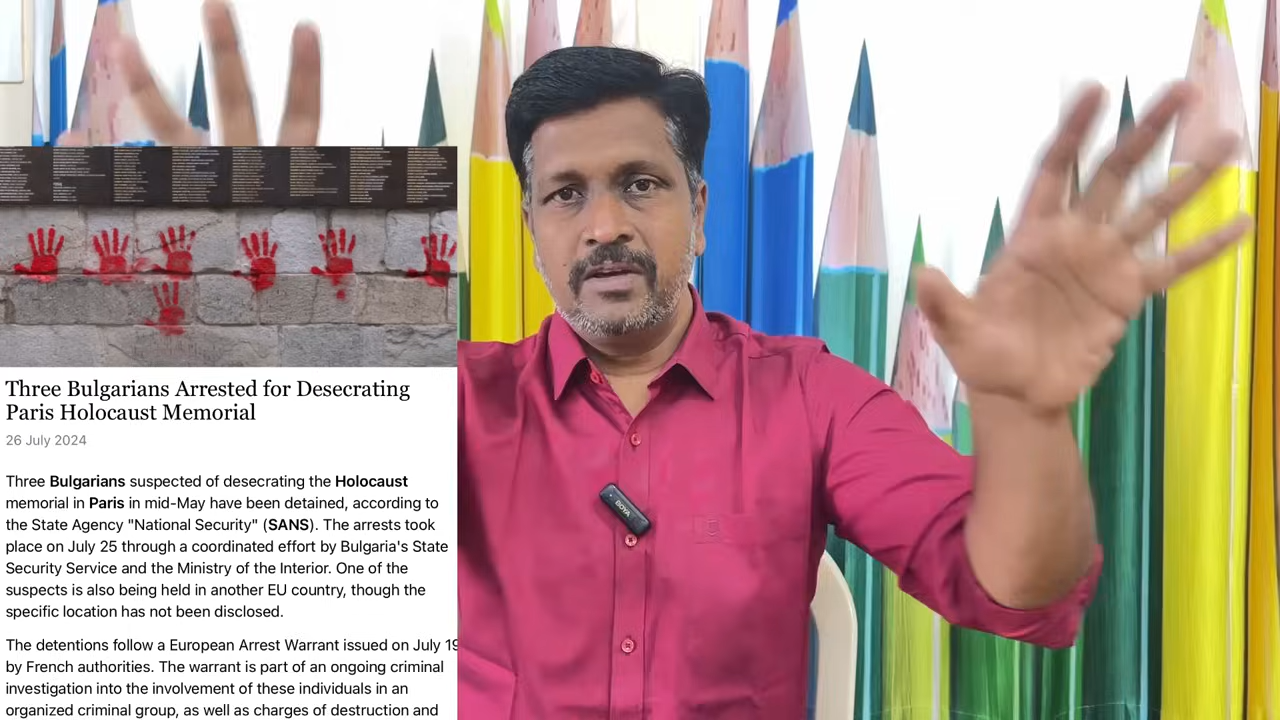 Three Bulgarians Arrested for Desecrating
Paris Holocaust Memorial
26 July 2024
Three Bulgarians suspected of desecrating the Holocaust
memorial in Paris in mid-May have been detained, according to
the State Agency "National Security" (SANS). The arrests took
place on July 25 through a coordinated effort by Bulgaria's State
Security Service and the Ministry of the Interior. One of the
suspects is also being held in another EU country, though the
specific location has not been disclosed.
The detentions follow a European Arrest Warrant issued on July 19
by French authorities. The warrant is part of an ongoing criminal
investigation into the involvement of these individuals in an
organized criminal group, as well as charges of destruction and
BOYA